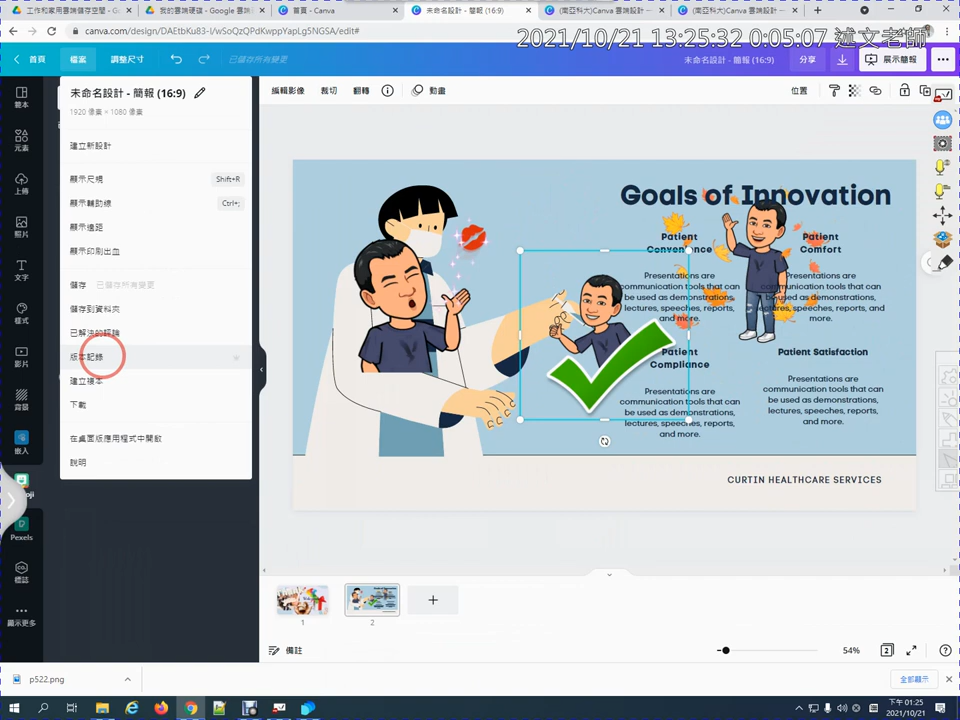 工作和家用雲端儲存空間 - G
我的雲端硬碟 - Google
首頁 - Canva
未命名設計 - 簡報 (16:9)
(南亞科大)Canva 雲端設計 -
(南亞科大)Canva 雲端設計 -
canva.com/design/DAEtbKu83-I/wSoQzQPdKwppYapLg5NGSA/edit#
2021/10/21 13:25:32 0:05:07 述文老師
首頁
檔案
調整尺寸
已儲存所有變更
未命名設計 - 簡報 (16:9)
分享
展示簡報
編輯影像
裁切
翻轉
動畫
位置
範本
元素
上傳
照片
文字
樣式
影片
背景
嵌入
Pexels
標誌
顯示更多
未命名設計 - 簡報 (16:9)
1920 像素 × 1080 像素
建立新設計
顯示尺規 Shift+R
顯示輔助線 Ctrl+;
顯示邊距
顯示印刷出血
儲存 已儲存所有變更
儲存到資料夾
已解決的評論
版本記錄
建立複本
下載
在桌面版應用程式中開啟
說明
Goals of Innovation
Patient
Convenience
Presentations are
communication tools that can
be used as demonstrations,
lectures, speeches, reports,
and more.
Patient
Comfort
Presentations are
communication tools that can
be used as demonstrations,
lectures, speeches, reports,
and more.
Patient
Compliance
Presentations are
communication tools that can
be used as demonstrations,
lectures, speeches, reports,
and more.
Patient Satisfaction
Presentations are
communication tools that can
be used as demonstrations,
lectures, speeches, reports,
and more.
CURTIN HEALTHCARE SERVICES
1
2
備註
54%
2
p522.png
全部顯示
下午 01:25
2021/10/21